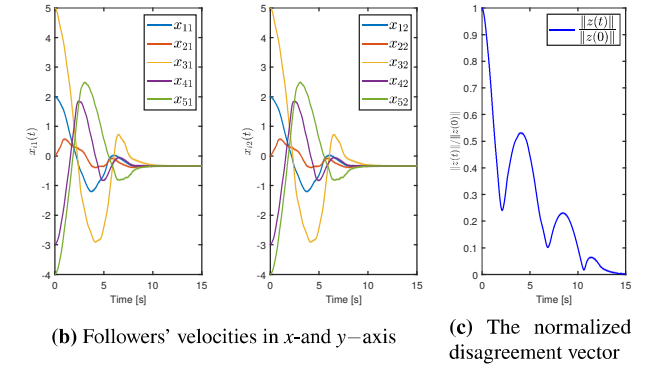 5
4
3
2
1
0
-1
-2
-3
-4
x_{i1}(t)
0 5 10 15
Time [s]
x_{11}
x_{21}
x_{31}
x_{41}
x_{51}
5
4
3
2
1
0
-1
-2
-3
-4
x_{i2}(t)
0 5 10 15
Time [s]
x_{12}
x_{22}
x_{32}
x_{42}
x_{52}
(b) Followers' velocities in x-and y−axis
1
0.9
0.8
0.7
0.6
0.5
0.4
0.3
0.2
0.1
0
‖z(t)‖/‖z(0)‖
0 5 10 15
Time [s]
‖z(t)‖
‖z(0)‖
(c) The normalized
disagreement vector